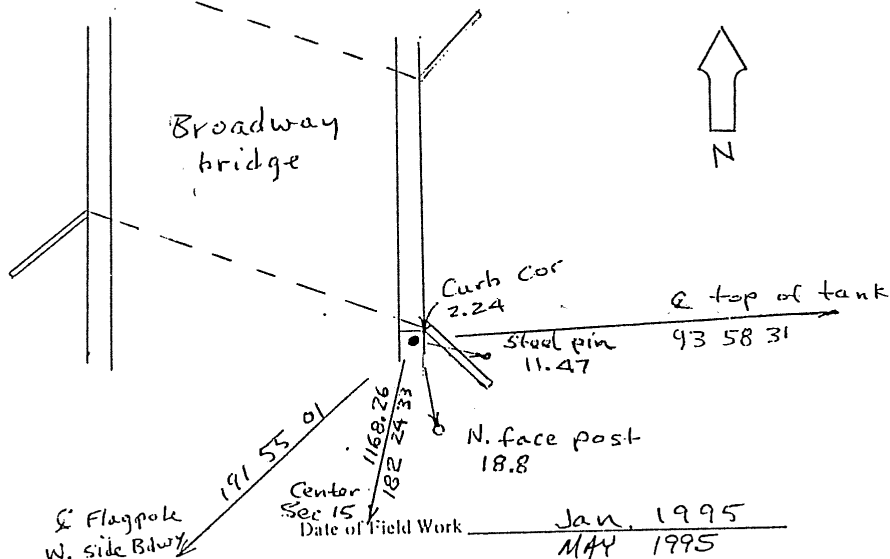 Broadway
bridge
N
Curb cor
2.24
℄ top of tank
93 58 31
Steel pin
11.47
N. face post
18.8
1168.26
182 24 33
Center
Sec 15
191 55 01
℄ Flagpole
W. side Bdwy
Date of Field Work Jan. 1995
MAY 1995